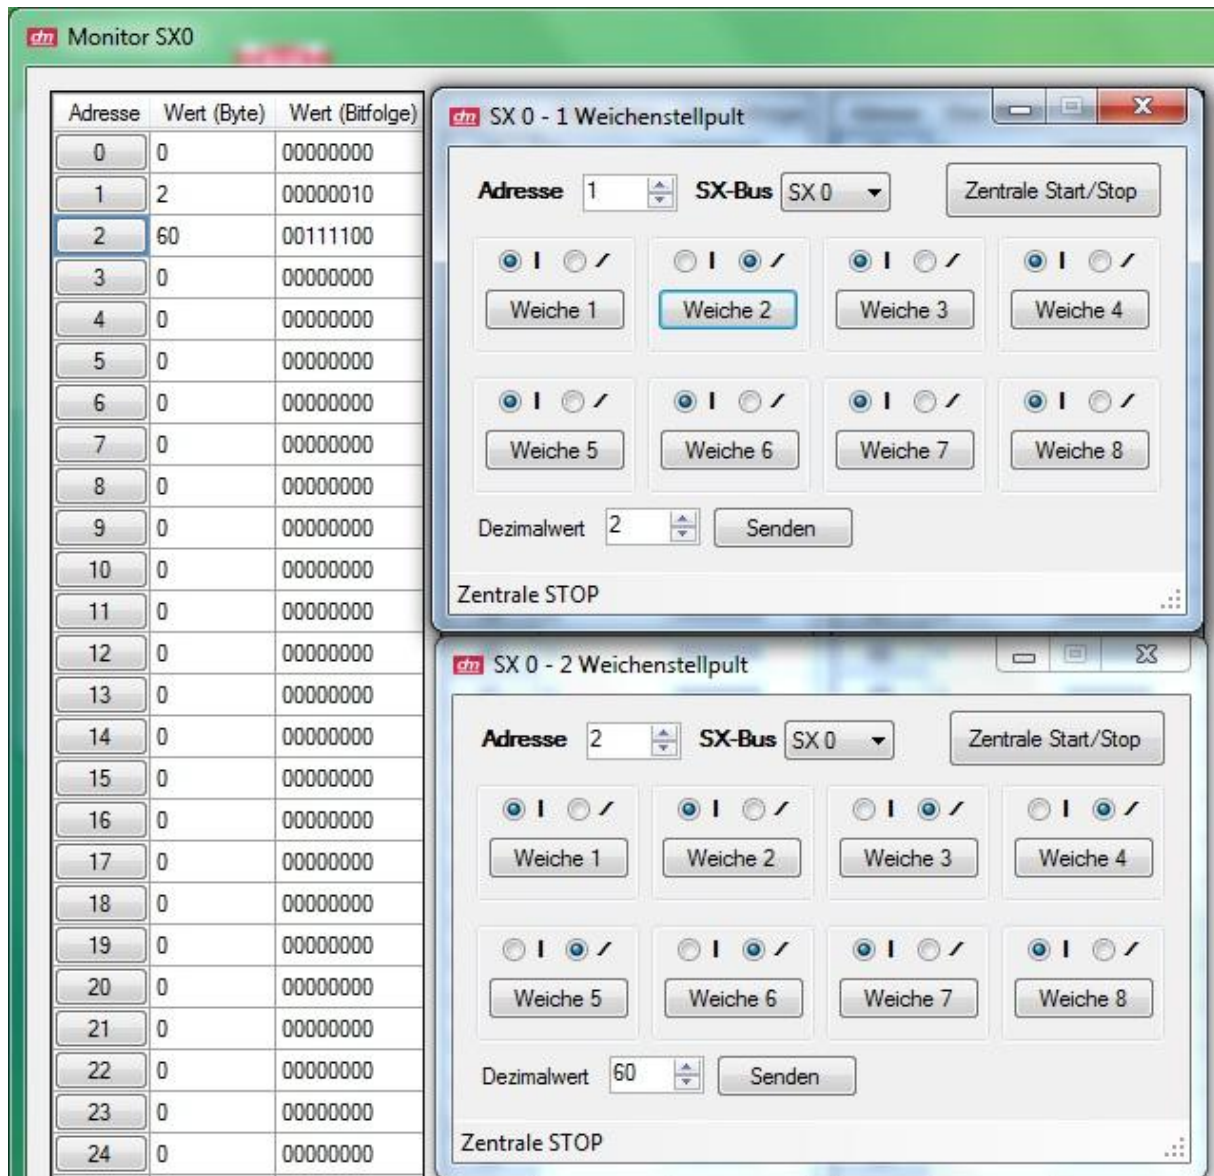 dn Monitor SX0
Adresse Wert (Byte) Wert (Bitfolge)
0 0 00000000
1 2 00000010
2 60 00111100
3 0 00000000
4 0 00000000
5 0 00000000
6 0 00000000
7 0 00000000
8 0 00000000
9 0 00000000
10 0 00000000
11 0 00000000
12 0 00000000
13 0 00000000
14 0 00000000
15 0 00000000
16 0 00000000
17 0 00000000
18 0 00000000
19 0 00000000
20 0 00000000
21 0 00000000
22 0 00000000
23 0 00000000
24 0 00000000
dn SX 0 - 1 Weichenstellpult
Adresse 1 SX-Bus SX 0 Zentrale Start/Stop
I / I / I / I /
Weiche 1 Weiche 2 Weiche 3 Weiche 4
I / I / I / I /
Weiche 5 Weiche 6 Weiche 7 Weiche 8
Dezimalwert 2 Senden
Zentrale STOP
dn SX 0 - 2 Weichenstellpult
Adresse 2 SX-Bus SX 0 Zentrale Start/Stop
I / I / I / I /
Weiche 1 Weiche 2 Weiche 3 Weiche 4
I / I / I / I /
Weiche 5 Weiche 6 Weiche 7 Weiche 8
Dezimalwert 60 Senden
Zentrale STOP